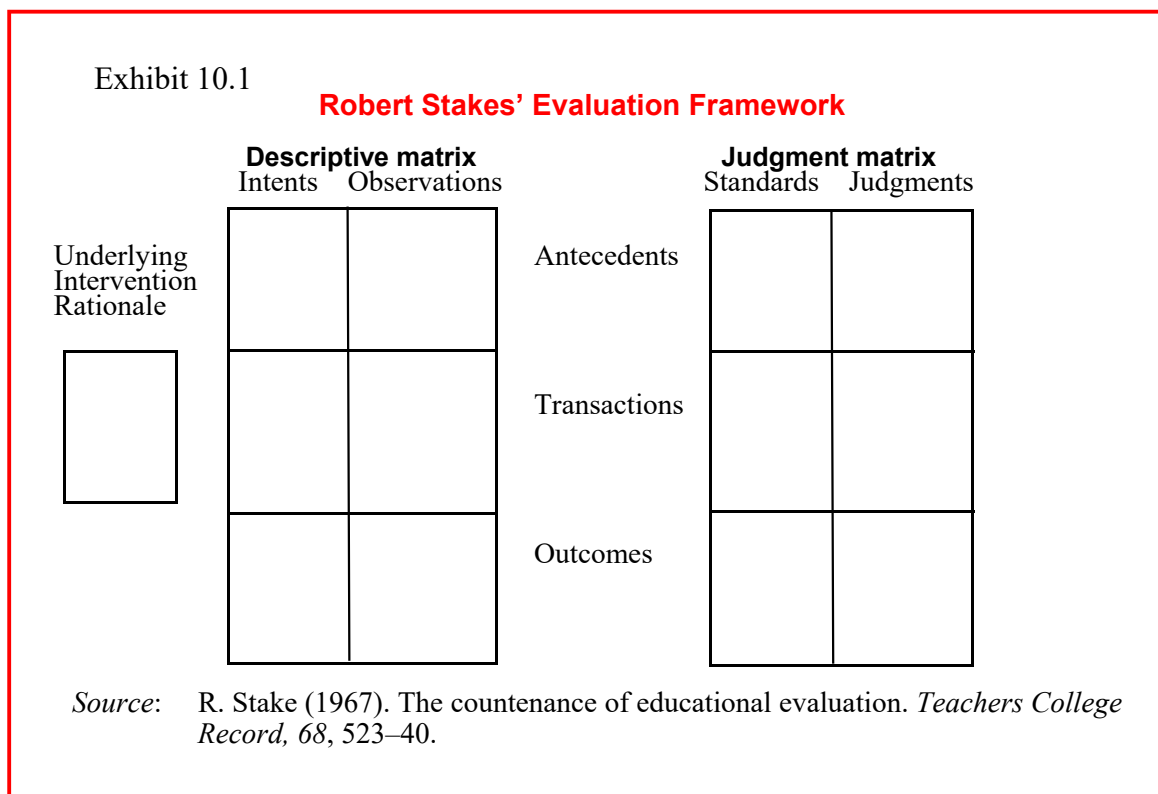 Exhibit 10.1
Robert Stakes’ Evaluation Framework
Descriptive matrix
Judgment matrix
Intents Observations
Standards Judgments
Underlying
Intervention
Rationale
Antecedents
Transactions
Outcomes
Source: R. Stake (1967). The countenance of educational evaluation. Teachers College
Record, 68, 523–40.